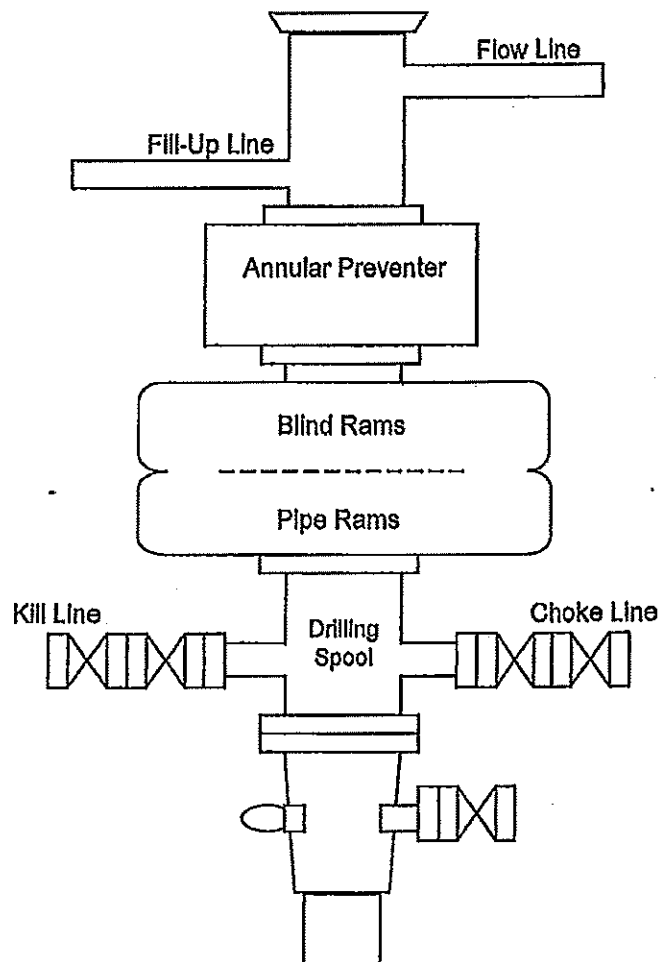 Flow Line
Fill-Up Line
Annular Preventer
Blind Rams
Pipe Rams
Kill Line
Drilling
Spool
Choke Line